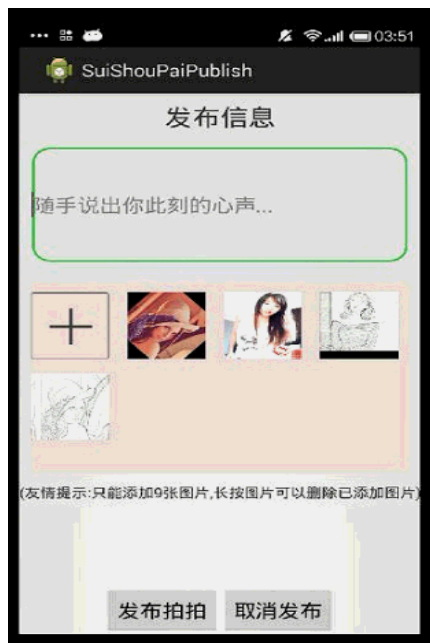 03:51
SuiShouPaiPublish
发布信息
随手说出你此刻的心声...
(友情提示:只能添加9张图片,长按图片可以删除已添加图片)
发布拍拍 取消发布